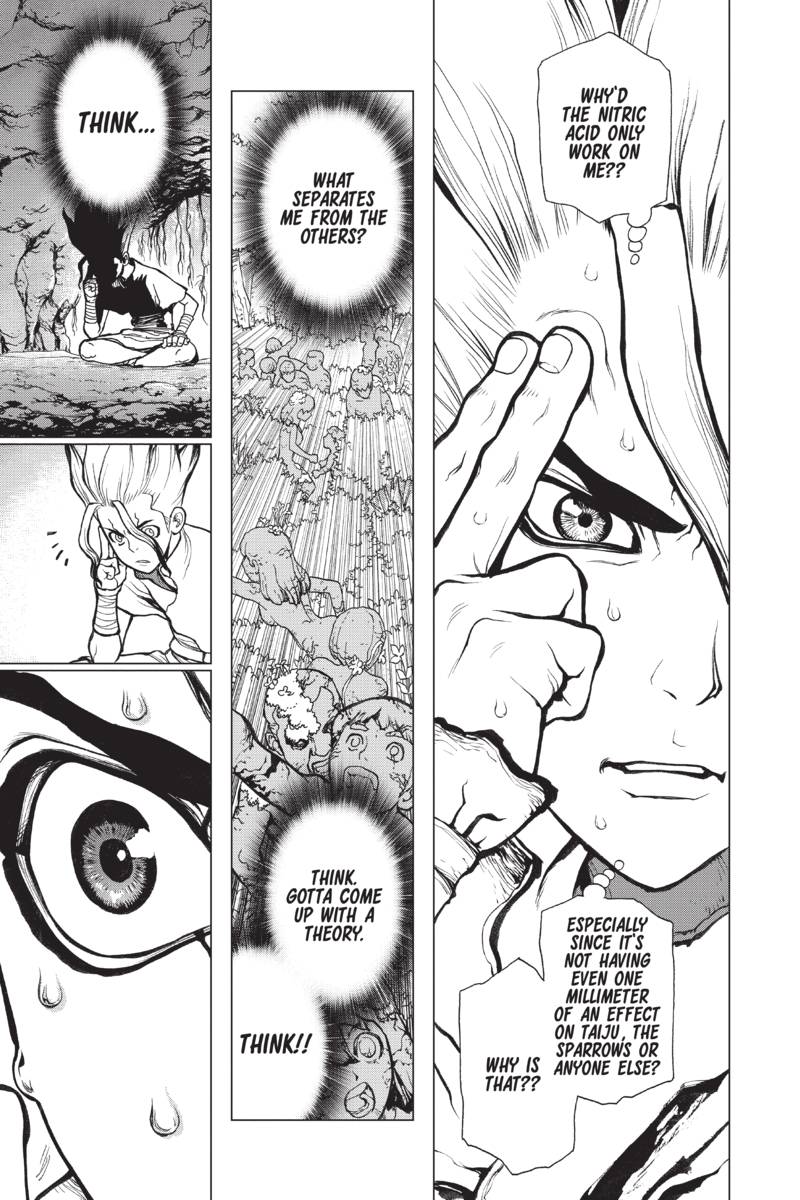 WHY'D
THE NITRIC
ACID ONLY
WORK ON
ME??
ESPECIALLY
SINCE IT'S
NOT HAVING
EVEN ONE
MILLIMETER
OF AN EFFECT
ON TAIJU, THE
SPARROWS OR
ANYONE ELSE?
WHY IS
THAT??
WHAT
SEPARATES
ME FROM THE
OTHERS?
THINK.
GOTTA COME
UP WITH A
THEORY.
THINK!!
THINK...